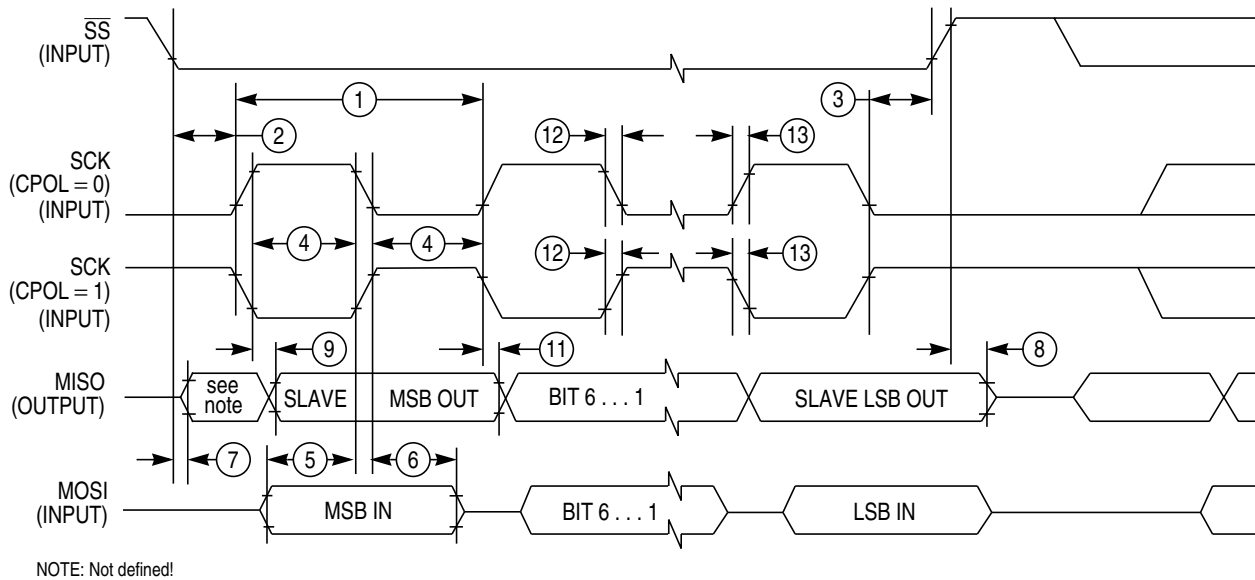 SS
(INPUT)
1
3
2
12
13
SCK
(CPOL = 0)
(INPUT)
4
4
12
13
SCK
(CPOL = 1)
(INPUT)
9
11
8
MISO
(OUTPUT)
see
note
SLAVE
MSB OUT
BIT 6 . . . 1
SLAVE LSB OUT
7
5
6
MOSI
(INPUT)
MSB IN
BIT 6 . . . 1
LSB IN
NOTE: Not defined!